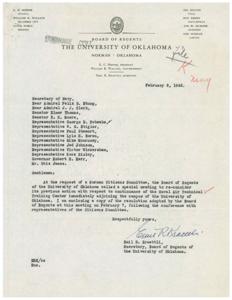 BOARD OF REGENTS
THE UNIVERSITY OF OKLAHOMA
NORMAN · OKLAHOMA
February 8, 1946.
Secretary of Navy,
Rear Admiral Felix B. Stump,
Rear Admiral J. J. Clark,
Senator Elmer Thomas,
Senator E. H. Moore,
Representative George B. Schwabe,
Representative W. G. Stigler,
Representative Paul Stewart,
Representative Lyle H. Boren,
Representative Mike Monroney,
Representative Jed Johnson,
Representative Victor Wickersham,
Representative Ross Rizley,
Governor Robert S. Kerr,
Mr. Otis Jones.
Gentlemen:
At the request of a Norman Citizens Committee, the Board of Regents
of the University of Oklahoma called a special meeting to re-consider
its previous action with respect to continuance of the Naval Air Technical
Training Center immediately adjoining the campus of the University of
Oklahoma. I am enclosing a copy of the resolution adopted by the Board
of Regents at this meeting on February 7, following the conference with
representatives of the Citizens Committee.
Respectfully yours,
Emil R. Kraettli,
Secretary, Board of Regents of
the University of Oklahoma.
ERK/
Enc.